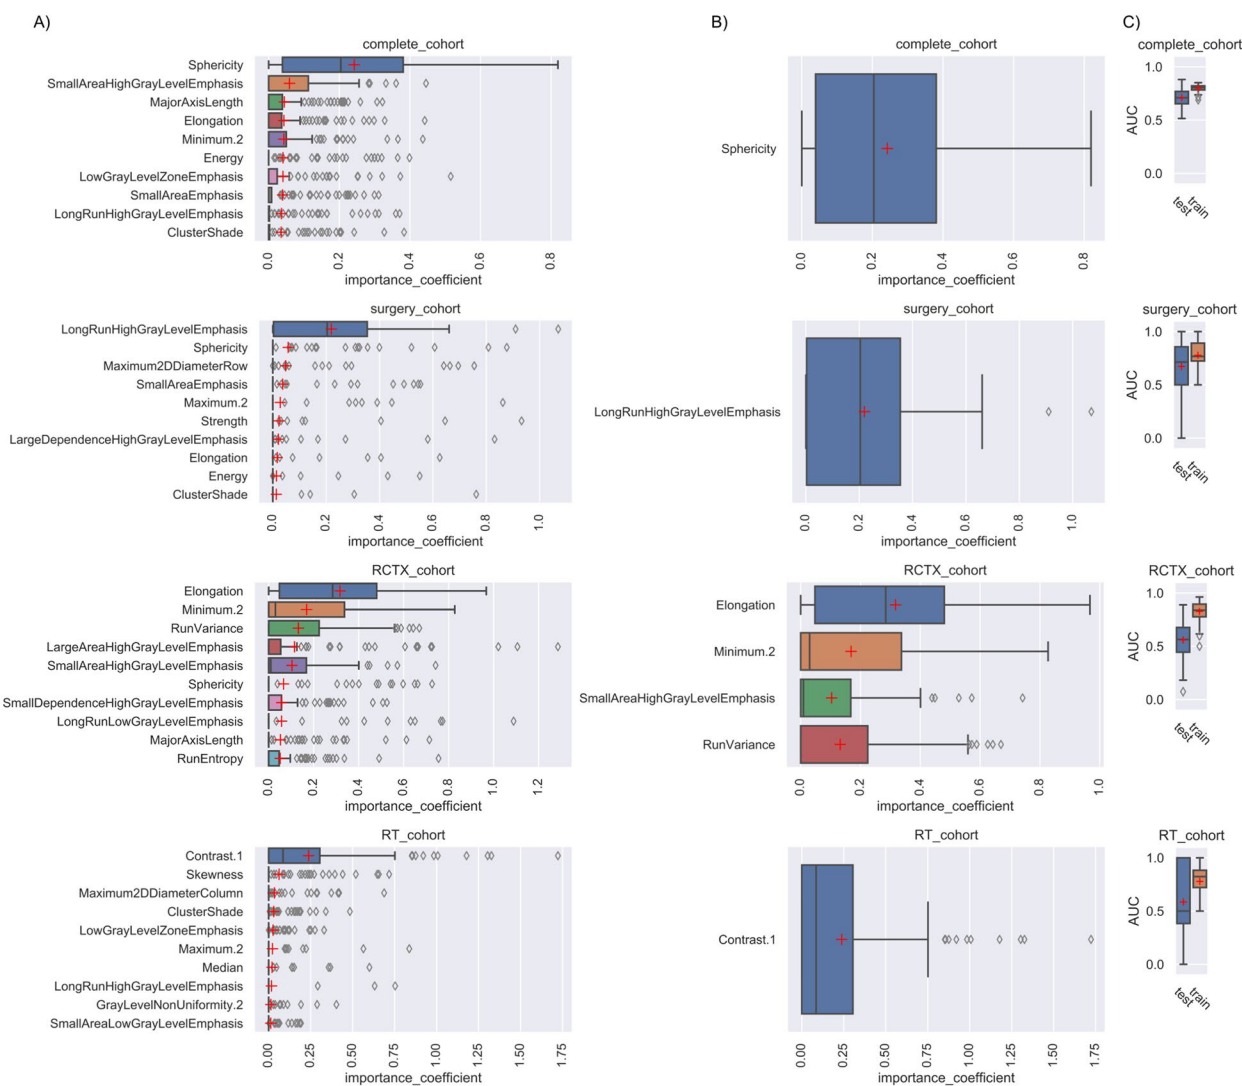 A)
B)
C)
complete_cohort
Sphericity
SmallAreaHighGrayLevelEmphasis
MajorAxisLength
Elongation
Minimum.2
Energy
LowGrayLevelZoneEmphasis
SmallAreaEmphasis
LongRunHighGrayLevelEmphasis
ClusterShade
0.0 0.2 0.4 0.6 0.8
importance_coefficient
complete_cohort
Sphericity
0.0 0.2 0.4 0.6 0.8
importance_coefficient
complete_cohort
AUC
1.0
0.5
0.0
test train
surgery_cohort
LongRunHighGrayLevelEmphasis
Sphericity
Maximum2DDiameterRow
SmallAreaEmphasis
Maximum.2
Strength
LargeDependenceHighGrayLevelEmphasis
Elongation
Energy
ClusterShade
0.0 0.2 0.4 0.6 0.8 1.0
importance_coefficient
surgery_cohort
LongRunHighGrayLevelEmphasis
0.0 0.2 0.4 0.6 0.8 1.0
importance_coefficient
surgery_cohort
AUC
1.0
0.5
0.0
test train
RCTX_cohort
Elongation
Minimum.2
RunVariance
LargeAreaHighGrayLevelEmphasis
SmallAreaHighGrayLevelEmphasis
Sphericity
SmallDependenceHighGrayLevelEmphasis
LongRunLowGrayLevelEmphasis
MajorAxisLength
RunEntropy
0.0 0.2 0.4 0.6 0.8 1.0 1.2
importance_coefficient
RCTX_cohort
Elongation
Minimum.2
SmallAreaHighGrayLevelEmphasis
RunVariance
0.0 0.2 0.4 0.6 0.8 1.0
importance_coefficient
RCTX_cohort
AUC
1.0
0.5
0.0
test train
RT_cohort
Contrast.1
Skewness
Maximum2DDiameterColumn
ClusterShade
LowGrayLevelZoneEmphasis
Maximum.2
Median
LongRunHighGrayLevelEmphasis
GrayLevelNonUniformity.2
SmallAreaLowGrayLevelEmphasis
0.00 0.25 0.50 0.75 1.00 1.25 1.50 1.75
importance_coefficient
RT_cohort
Contrast.1
0.00 0.25 0.50 0.75 1.00 1.25 1.50 1.75
importance_coefficient
RT_cohort
AUC
1.0
0.5
0.0
test train